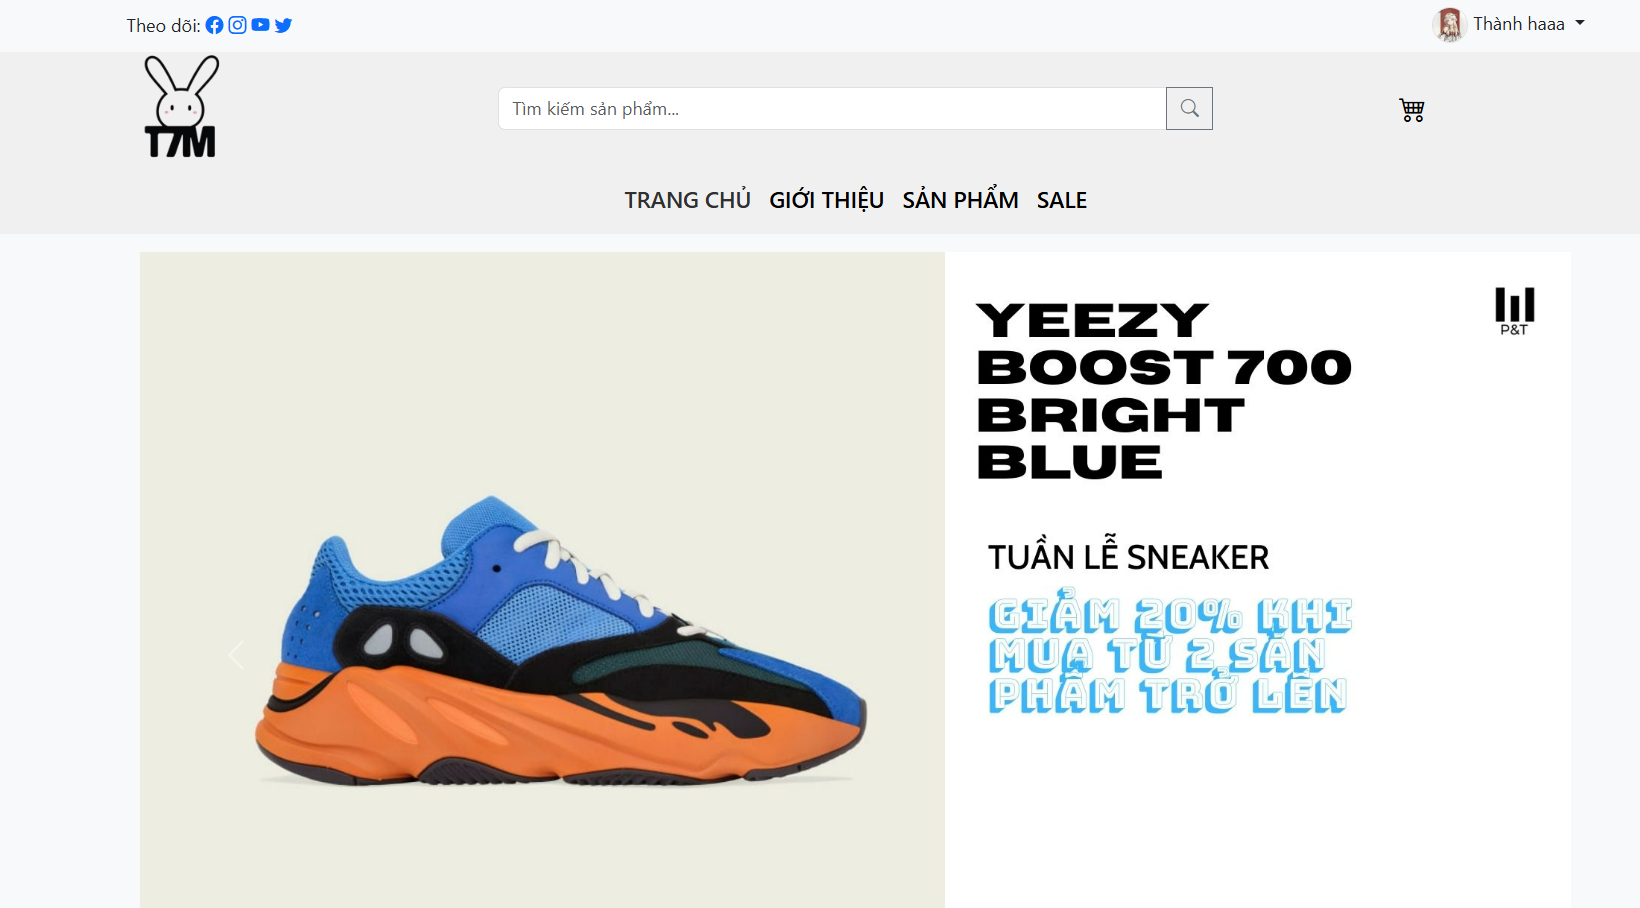 Theo dõi:
Thành haaa
T7M
Tìm kiếm sản phẩm...
TRANG CHỦ GIỚI THIỆU SẢN PHẨM SALE
YEEZY
BOOST 700
BRIGHT
BLUE
P&T
TUẦN LỄ SNEAKER
GIẢM 20% KHI
MUA TỪ 2 SẢN
PHẨM TRỞ LÊN